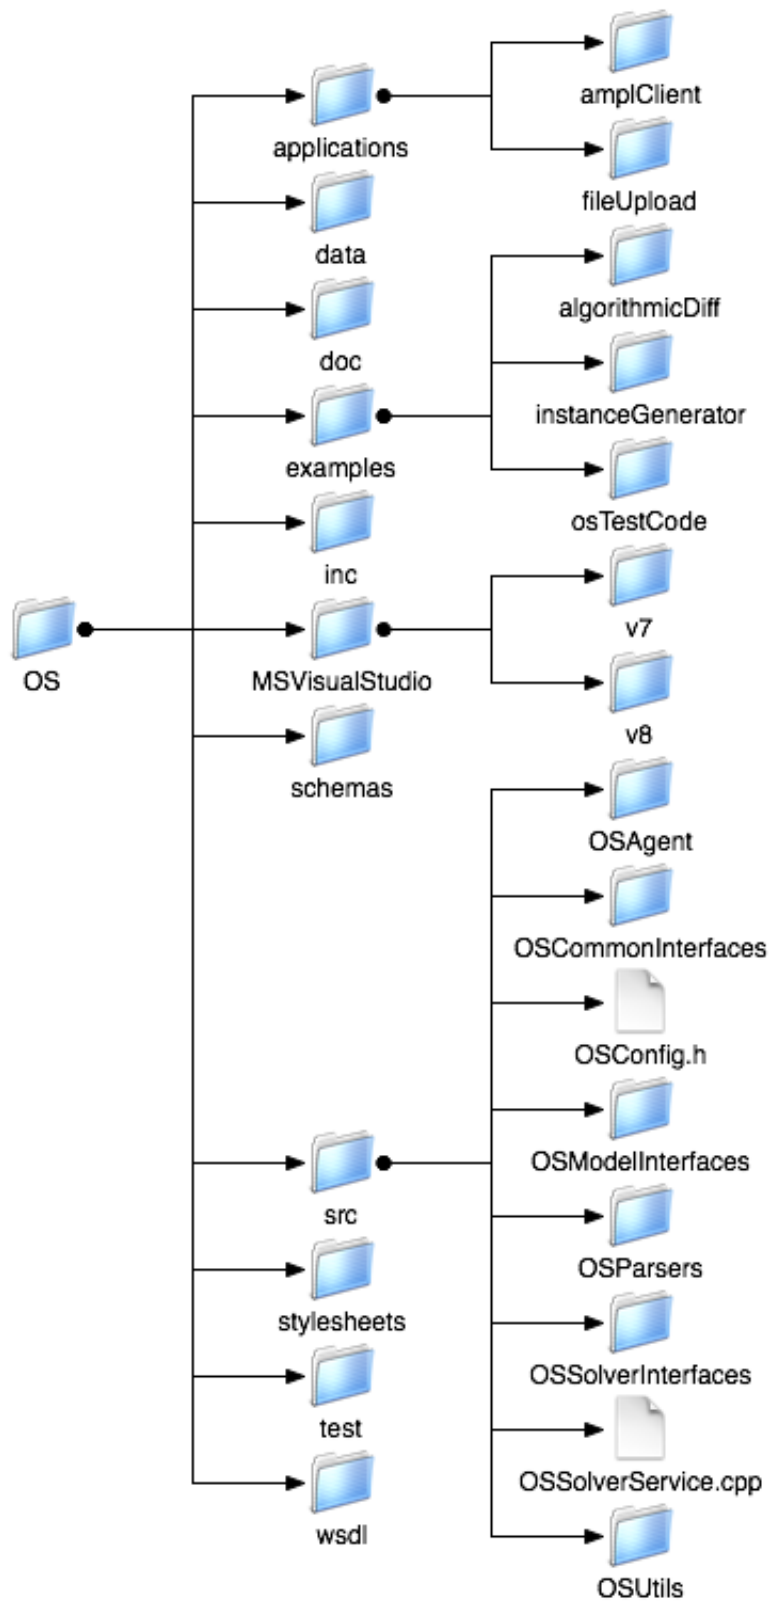 OS
applications
data
doc
examples
inc
MSVisualStudio
schemas
src
stylesheets
test
wsdl
amplClient
fileUpload
algorithmicDiff
instanceGenerator
osTestCode
v7
v8
OSAgent
OSCommonInterfaces
OSConfig.h
OSModelInterfaces
OSParsers
OSSolverInterfaces
OSSolverService.cpp
OSUtils